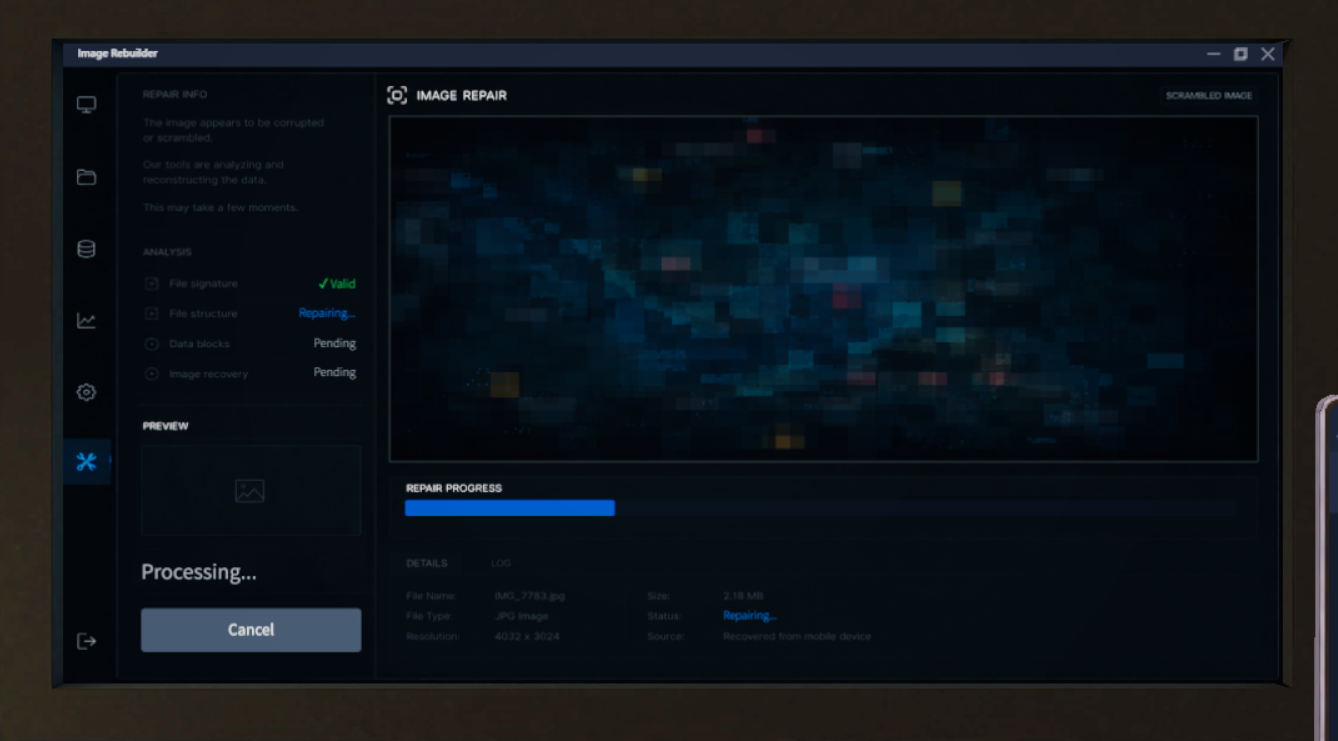 Image Rebuilder
REPAIR INFO
The image appears to be corrupted
or scrambled.
Our tools are analyzing and
reconstructing the data.
This may take a few moments.
ANALYSIS
File signature ✓ Valid
File structure Repairing...
Data blocks Pending
Image recovery Pending
PREVIEW
Processing...
Cancel
IMAGE REPAIR
SCRAMBLED IMAGE
REPAIR PROGRESS
DETAILS LOG
File Name: IMG_7783.jpg Size: 2.18 MB
File Type: JPG Image Status: Repairing...
Resolution: 4032 x 3024 Source: Recovered from mobile device